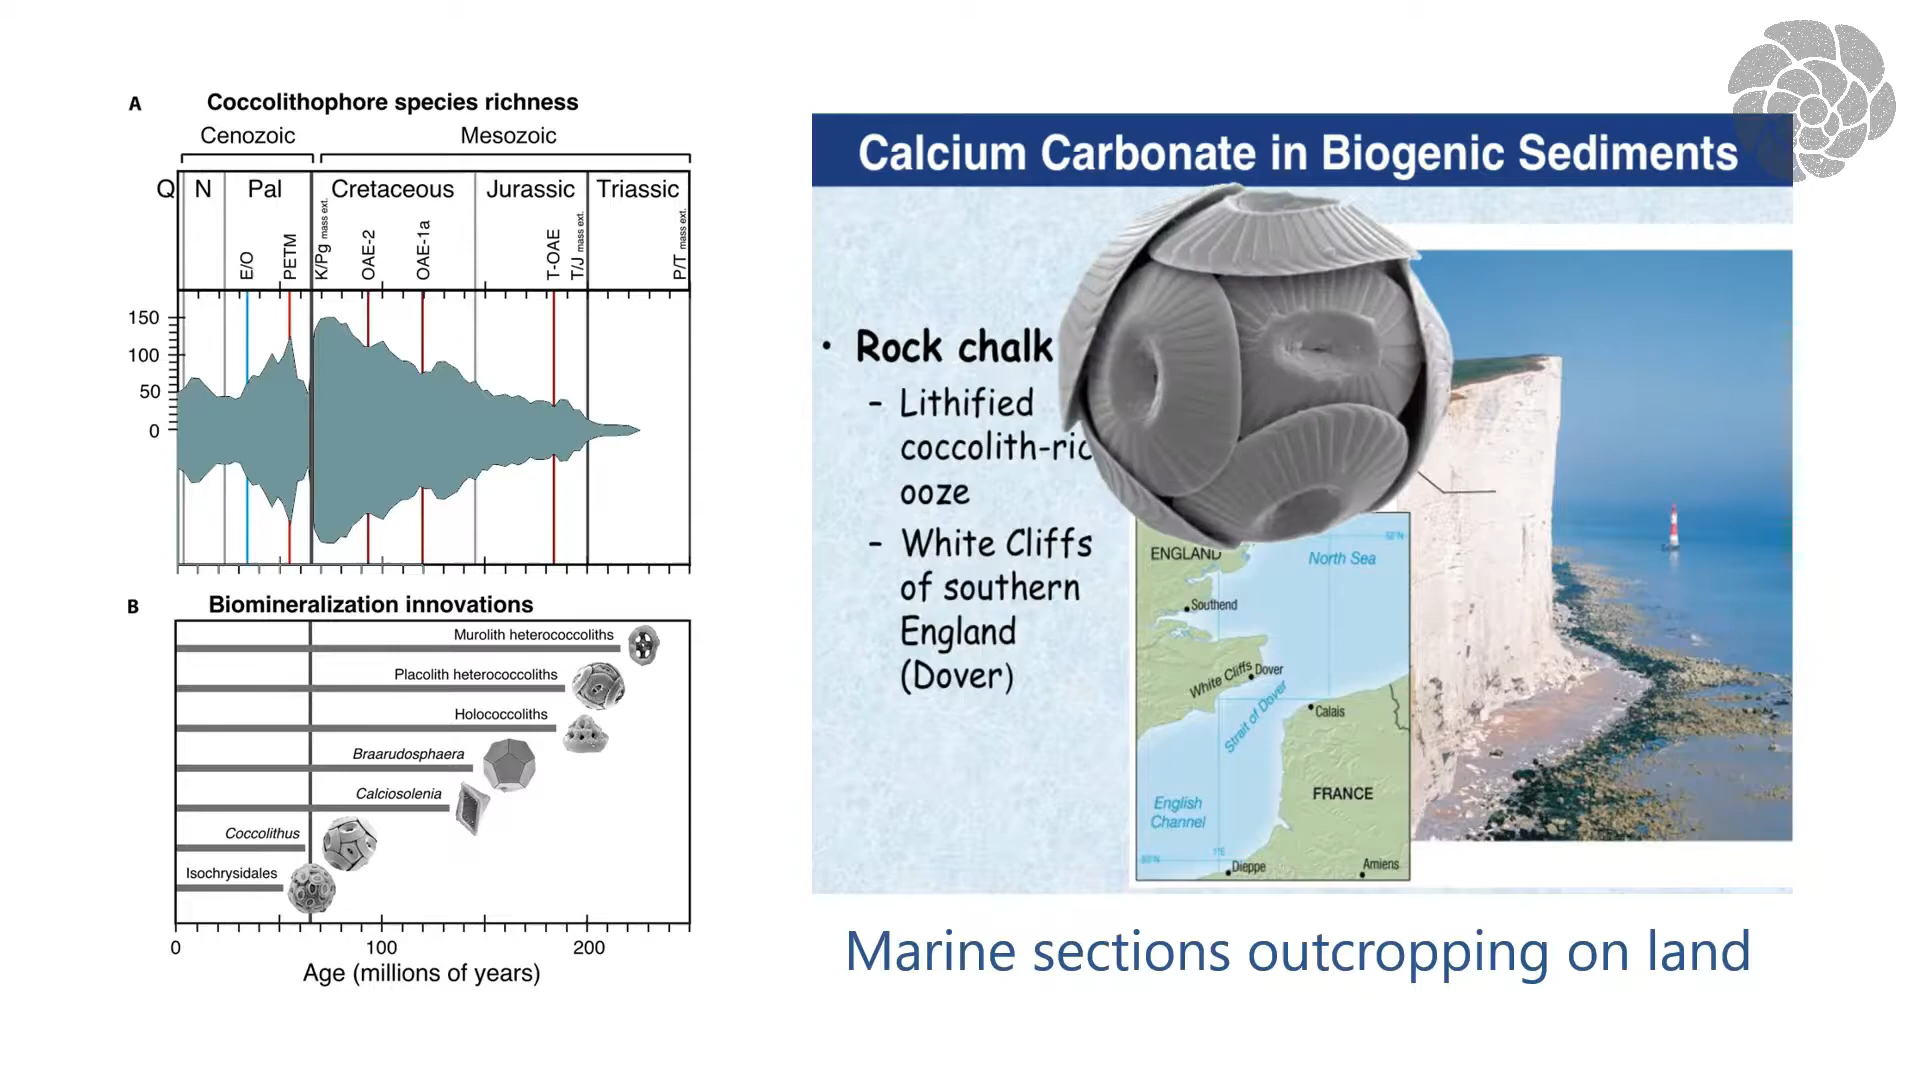 A
Coccolithophore species richness
Cenozoic
Mesozoic
Q N Pal Cretaceous Jurassic Triassic
E/O
PETM
K/Pg mass ext.
OAE-2
OAE-1a
T-OAE
T/J mass ext.
P/T mass ext.
150
100
50
0
B
Biomineralization innovations
Murolith heterococcoliths
Placolith heterococcoliths
Holococcoliths
Braarudosphaera
Calciosolenia
Coccolithus
Isochrysidales
0 100 200
Age (millions of years)
Calcium Carbonate in Biogenic Sediments
• Rock chalk
– Lithified
coccolith-ric
ooze
– White Cliffs
of southern
England
(Dover)
ENGLAND
North Sea
Southend
White Cliffs
Dover
Strait of Dover
Calais
FRANCE
English
Channel
1°E
Dieppe
Amiens
Marine sections outcropping on land